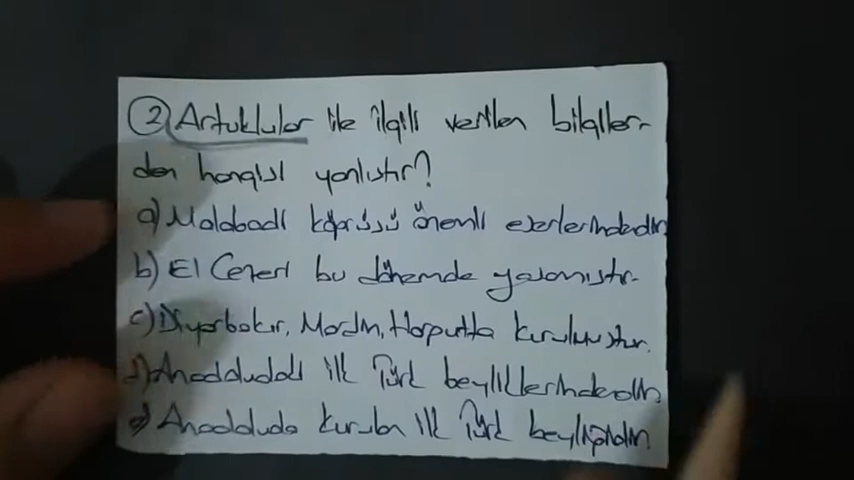 2) Artuklular ile ilgili verilen bilgiler-
den hangisi yanlıştır?
a) Malabadi köprüsü önemli eserlerindendir.
b) El Cezeri bu dönemde yaşamıştır.
c) Diyarbakır, Mardin, Harputta kurulmuştur.
d) Anadoludaki ilk Türk beyliklerindendir.
e) Anadoluda kurulan ilk Türk beyliğidir.